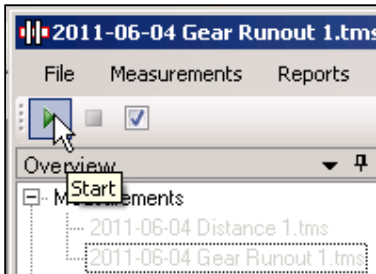 2011-06-04 Gear Runout 1.tms
File Measurements Reports
Overview
Start
Measurements
2011-06-04 Distance 1.tms
2011-06-04 Gear Runout 1.tms